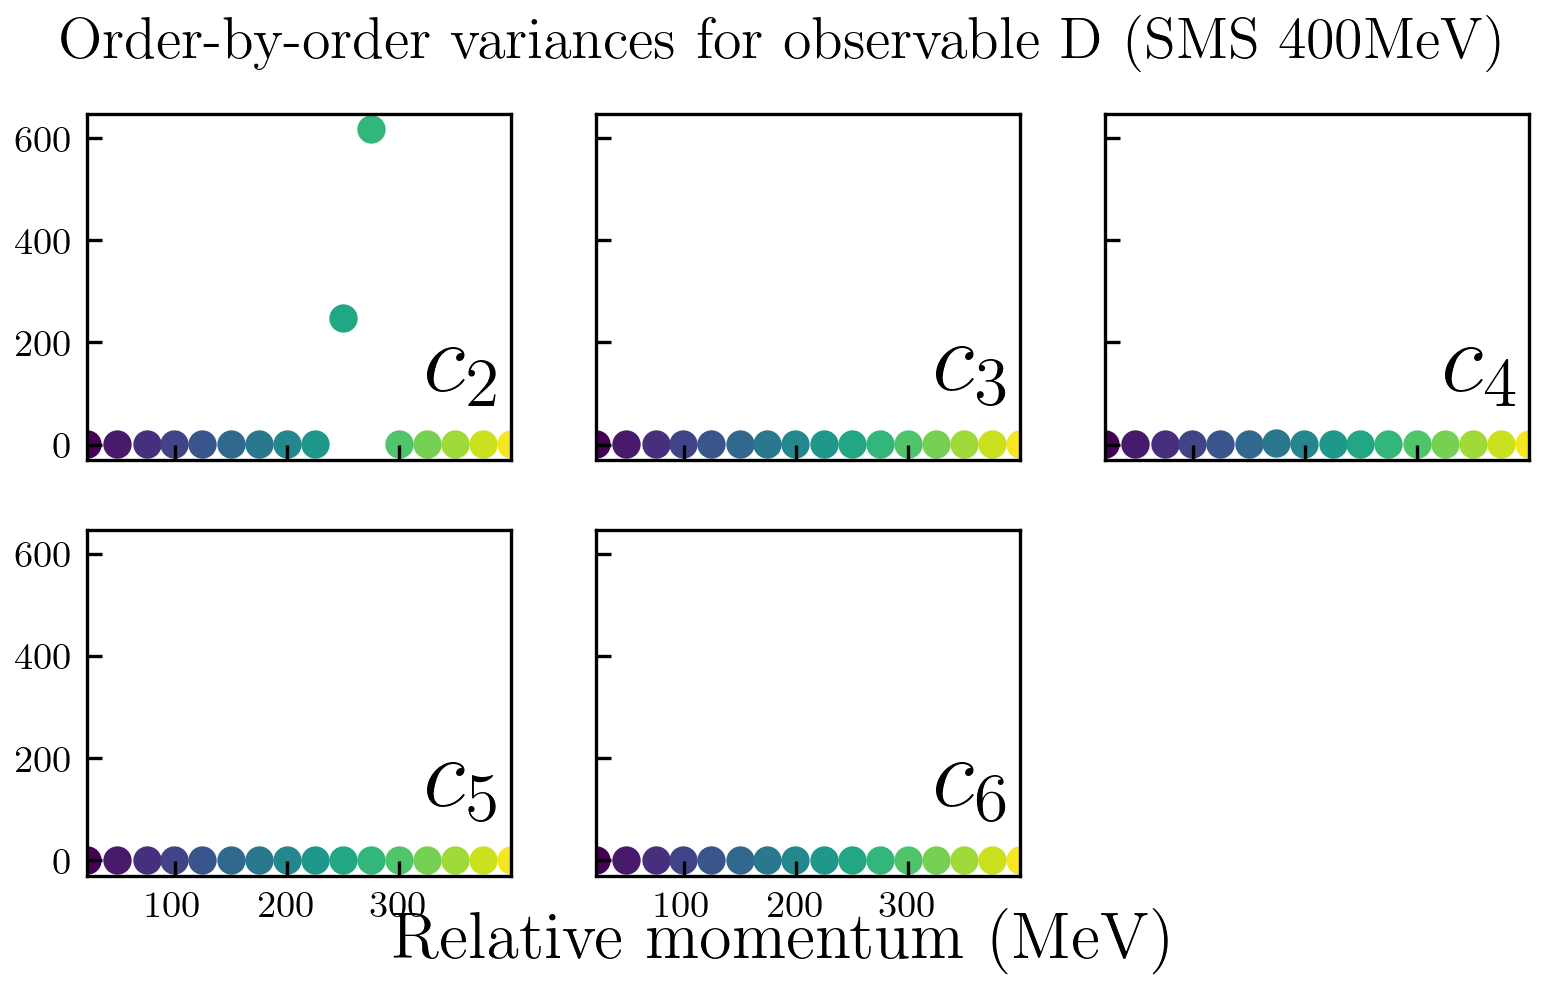 Order-by-order variances for observable D (SMS 400MeV)
600
400
200
0
c₂
c₃
c₄
600
400
200
0
c₅
c₆
100 200 300
100 200 300
Relative momentum (MeV)